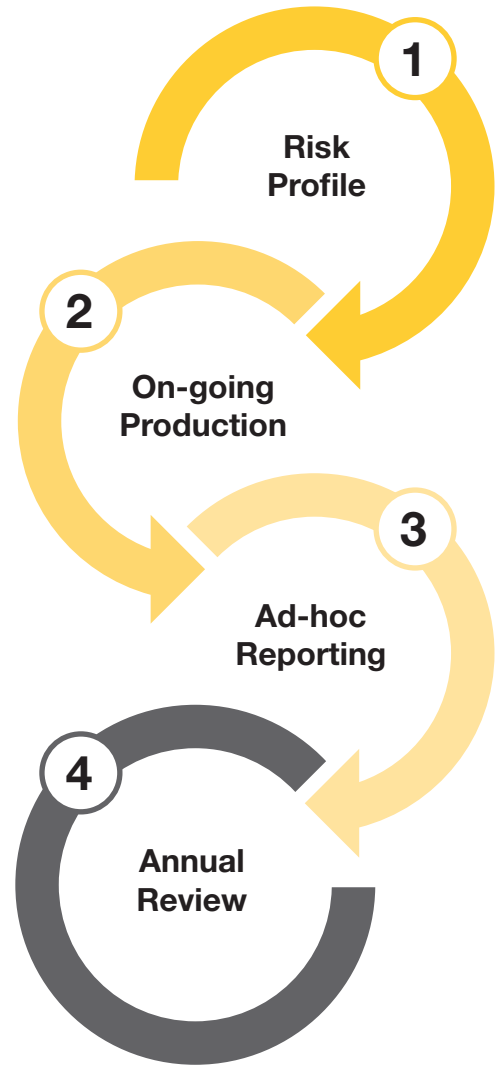 1
Risk
Profile
2
On-going
Production
3
Ad-hoc
Reporting
4
Annual
Review